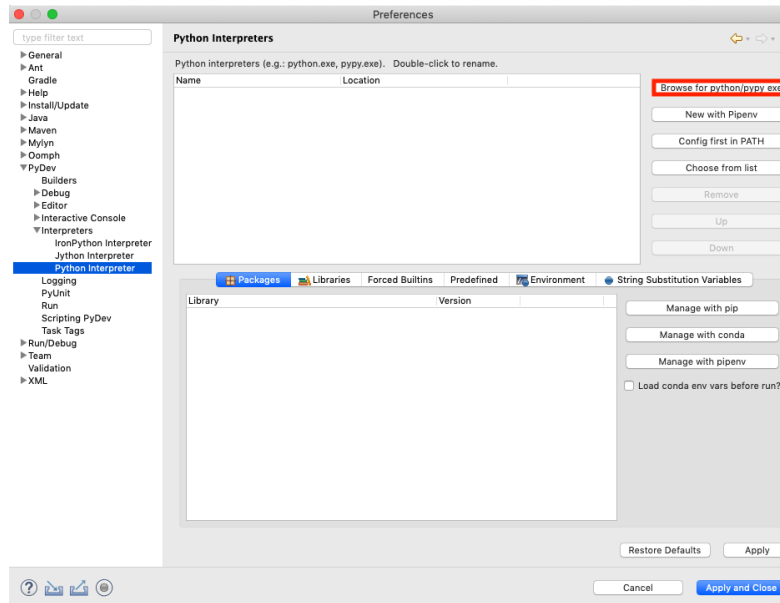 Preferences
type filter text
General
Ant
Gradle
Help
Install/Update
Java
Maven
Mylyn
Oomph
PyDev
Builders
Debug
Editor
Interactive Console
Interpreters
IronPython Interpreter
Jython Interpreter
Python Interpreter
Logging
PyUnit
Run
Scripting PyDev
Task Tags
Run/Debug
Team
Validation
XML
Python Interpreters
Python interpreters (e.g.: python.exe, pypy.exe). Double-click to rename.
Name Location
Browse for python/pypy exe
New with Pipenv
Config first in PATH
Choose from list
Remove
Up
Down
Packages Libraries Forced Builtins Predefined Environment String Substitution Variables
Library Version
Manage with pip
Manage with conda
Manage with pipenv
Load conda env vars before run?
Restore Defaults Apply
? Cancel Apply and Close